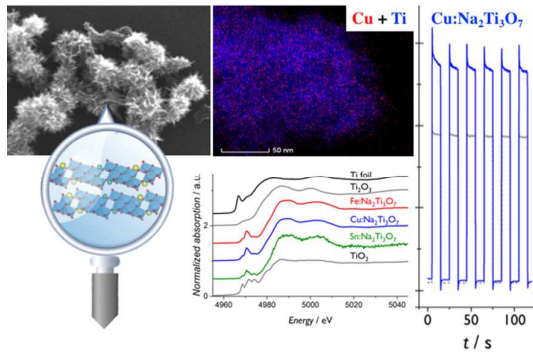 Cu + Ti
50 nm
Cu:Na₂Ti₃O₇
Normalized absorption / a.u.
2
0
Ti foil
Ti₂O₃
Fe:Na₂Ti₃O₇
Cu:Na₂Ti₃O₇
Sn:Na₂Ti₃O₇
TiO₂
4960 4980 5000 5020 5040
Energy / eV
0 50 100
t / s